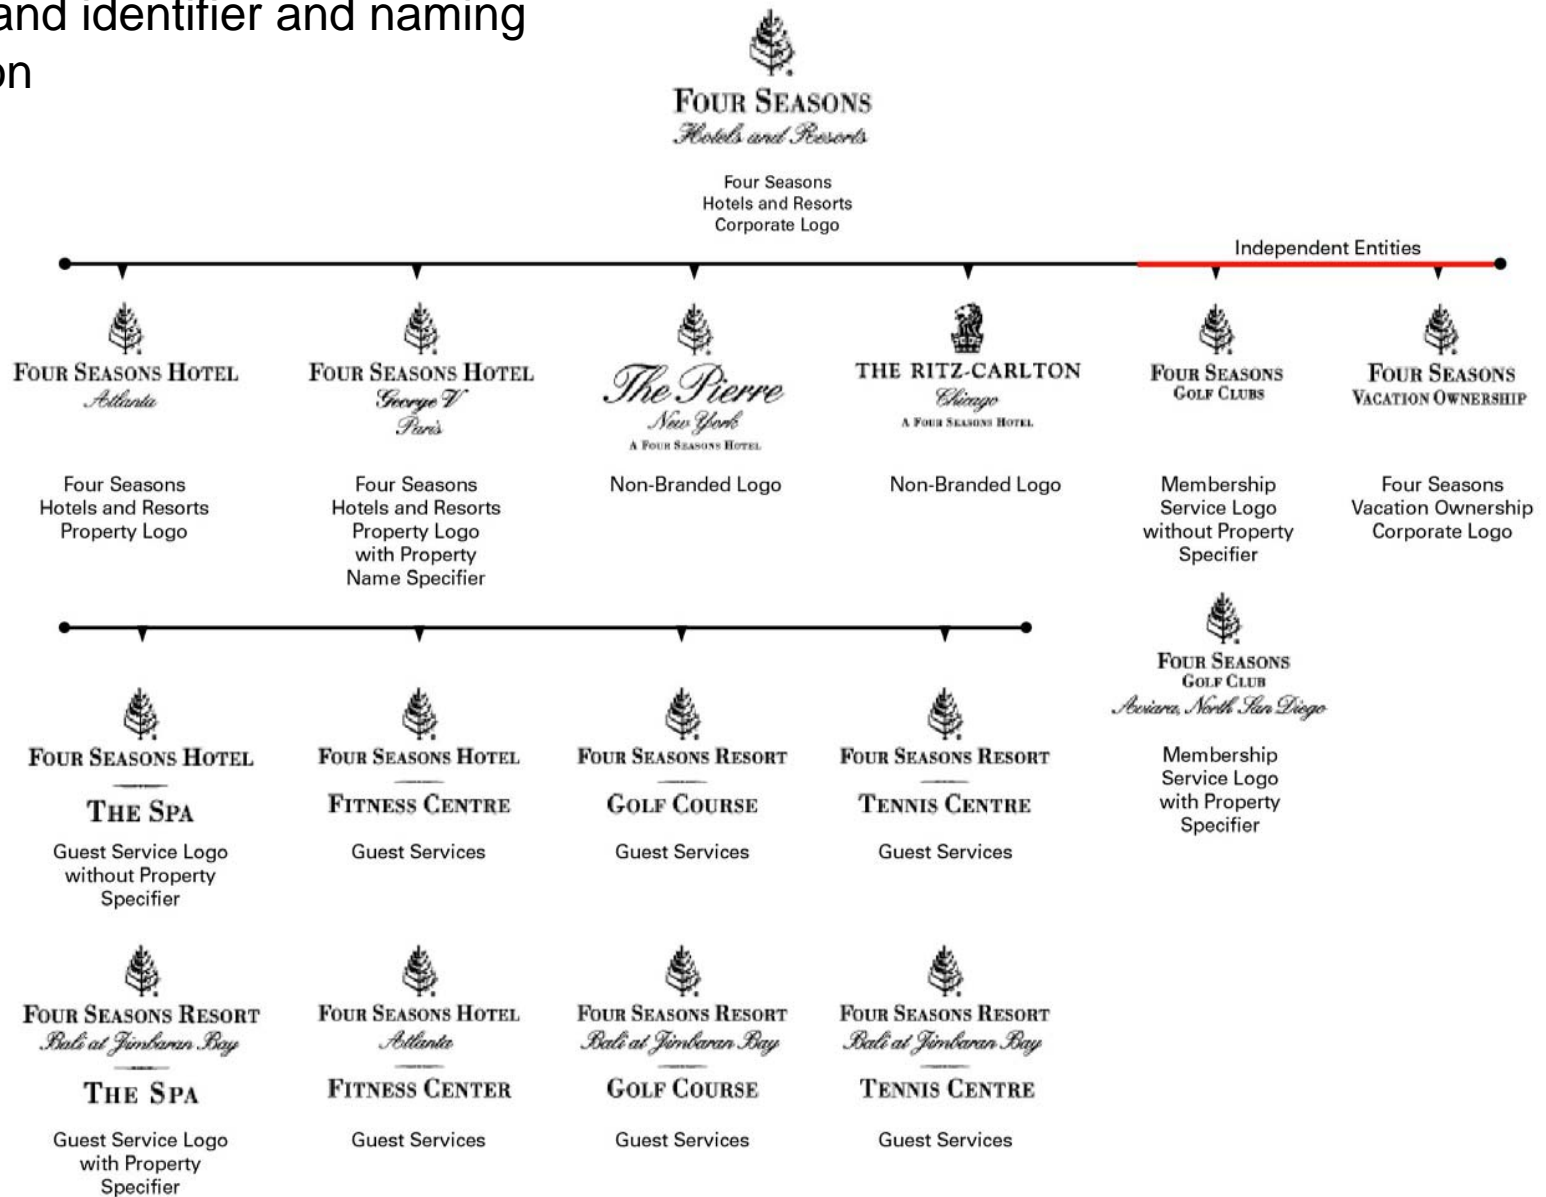 and identifier and naming
on
FOUR SEASONS
Hotels and Resorts
Four Seasons
Hotels and Resorts
Corporate Logo
Independent Entities
FOUR SEASONS HOTEL
Atlanta
Four Seasons
Hotels and Resorts
Property Logo
FOUR SEASONS HOTEL
George V
Paris
Four Seasons
Hotels and Resorts
Property Logo
with Property
Name Specifier
The Pierre
New York
A FOUR SEASONS HOTEL
Non-Branded Logo
THE RITZ-CARLTON
Chicago
A FOUR SEASONS HOTEL
Non-Branded Logo
FOUR SEASONS
GOLF CLUBS
Membership
Service Logo
without Property
Specifier
FOUR SEASONS
VACATION OWNERSHIP
Four Seasons
Vacation Ownership
Corporate Logo
FOUR SEASONS
GOLF CLUB
Aviara, North San Diego
Membership
Service Logo
with Property
Specifier
FOUR SEASONS HOTEL
THE SPA
Guest Service Logo
without Property
Specifier
FOUR SEASONS HOTEL
FITNESS CENTRE
Guest Services
FOUR SEASONS RESORT
GOLF COURSE
Guest Services
FOUR SEASONS RESORT
TENNIS CENTRE
Guest Services
FOUR SEASONS RESORT
Bali at Jimbaran Bay
THE SPA
Guest Service Logo
with Property
Specifier
FOUR SEASONS HOTEL
Atlanta
FITNESS CENTER
Guest Services
FOUR SEASONS RESORT
Bali at Jimbaran Bay
GOLF COURSE
Guest Services
FOUR SEASONS RESORT
Bali at Jimbaran Bay
TENNIS CENTRE
Guest Services